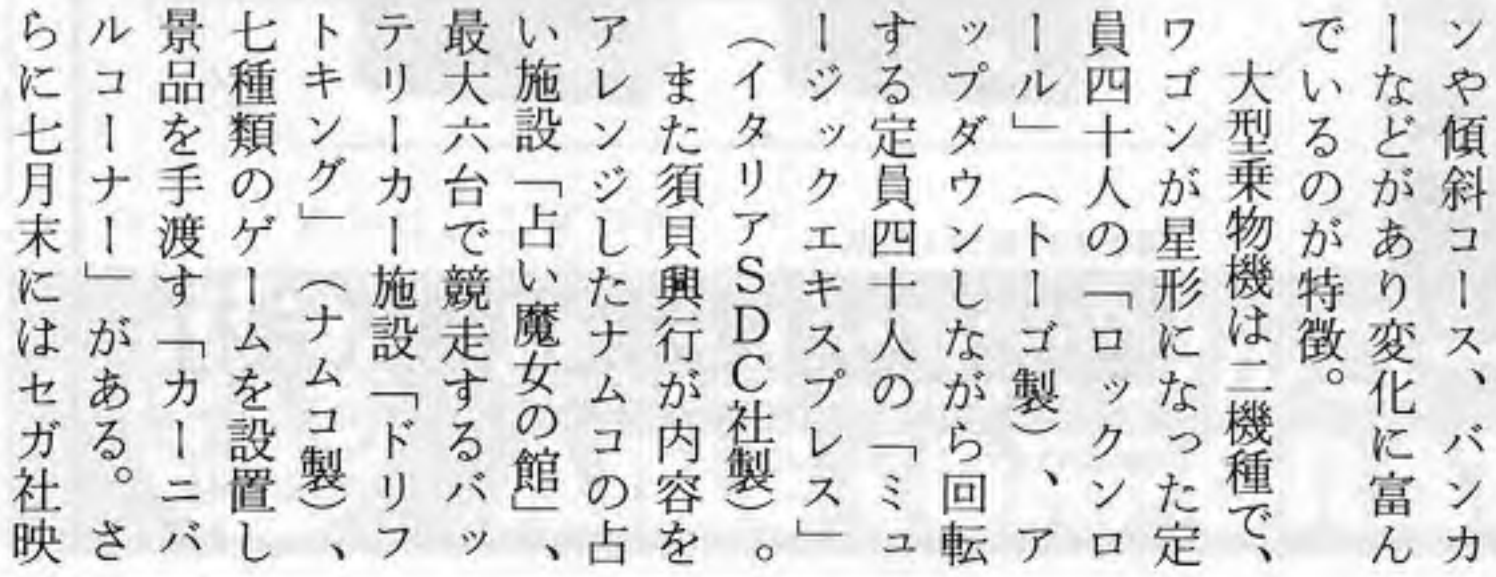 ンや傾斜コース、バンカ
ーなどがあり変化に富ん
でいるのが特徴。
大型乗物機は二機種で、
ワゴンが星形になった定
員四十人の「ロックンロ
ール」（トーゴ製）、ア
ップダウンしながら回転
する定員四十人の「ミュ
ージックエキスプレス」
（イタリアSDC社製）。
また須貝興行が内容を
アレンジしたナムコの占
い施設「占い魔女の館」、
最大六台で競走するバッ
テリーカー施設「ドリフ
トキング」（ナムコ製）、
七種類のゲームを設置し
景品を手渡す「カーニバ
ルコーナー」がある。さ
らに七月末にはセガ社映